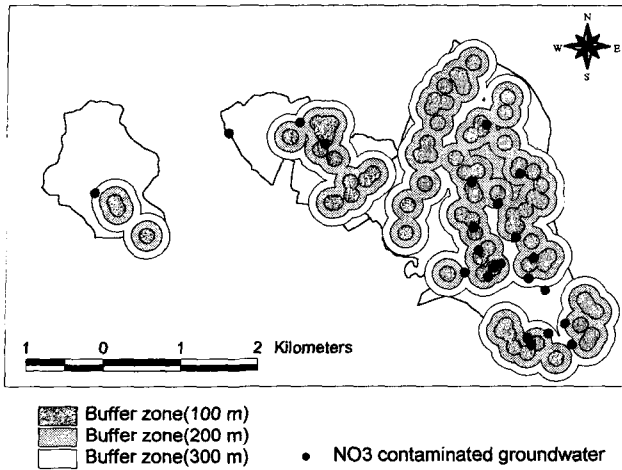 N
W E
S
1 0 1 2 Kilometers
Buffer zone(100 m)
Buffer zone(200 m)
Buffer zone(300 m)
NO3 contaminated groundwater